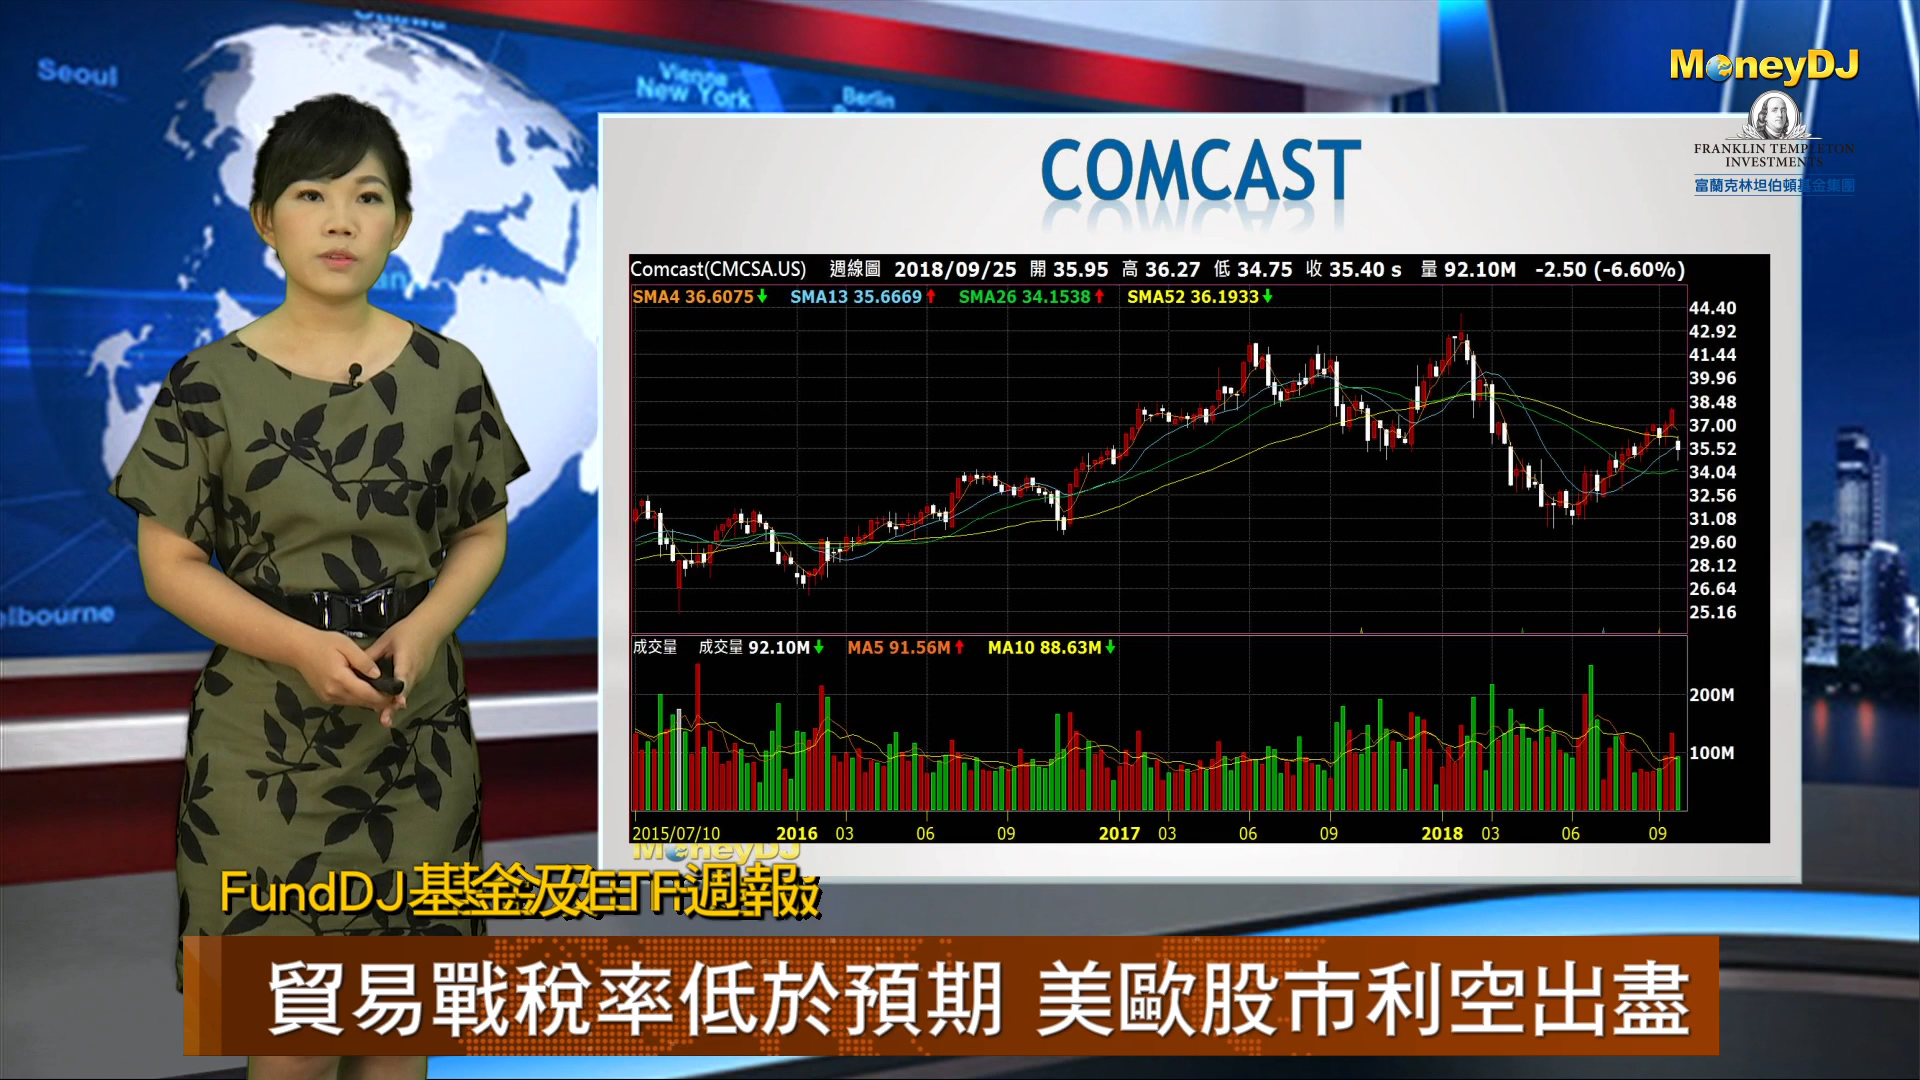 Ottawa
Seoul
Vienne
New York
Berlin
MoneyDJ
FRANKLIN TEMPLETON
INVESTMENTS
富蘭克林坦伯頓基金集團
COMCAST
Comcast(CMCSA.US) 週線圖 2018/09/25 開 35.95 高 36.27 低 34.75 收 35.40 s 量 92.10M -2.50 (-6.60%)
SMA4 36.6075↓ SMA13 35.6669↑ SMA26 34.1538↑ SMA52 36.1933↓
44.40
42.92
41.44
39.96
38.48
37.00
35.52
34.04
32.56
31.08
29.60
28.12
26.64
25.16
lbourne
成交量 成交量 92.10M↓ MA5 91.56M↑ MA10 88.63M↓
200M
100M
2015/07/10 2016 03 06 09 2017 03 06 09 2018 03 06 09
MoneyDJ
FundDJ基金及ETF週報
貿易戰稅率低於預期 美歐股市利空出盡